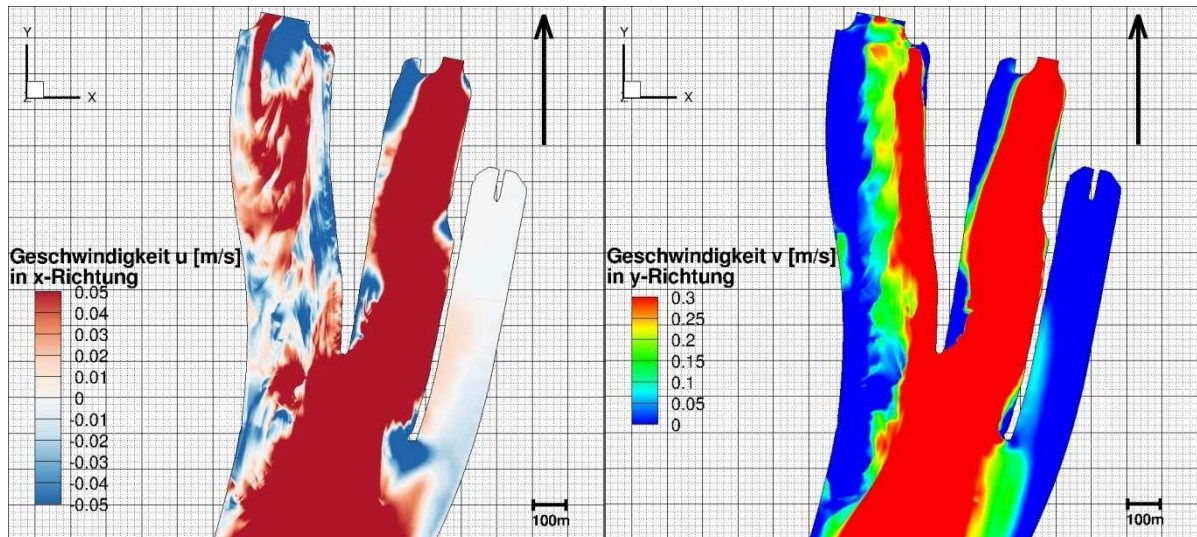 Y
Z
X
Geschwindigkeit u [m/s]
in x-Richtung
0.05
0.04
0.03
0.02
0.01
0
-0.01
-0.02
-0.03
-0.04
-0.05
100m
Y
Z
X
Geschwindigkeit v [m/s]
in y-Richtung
0.3
0.25
0.2
0.15
0.1
0.05
0
100m